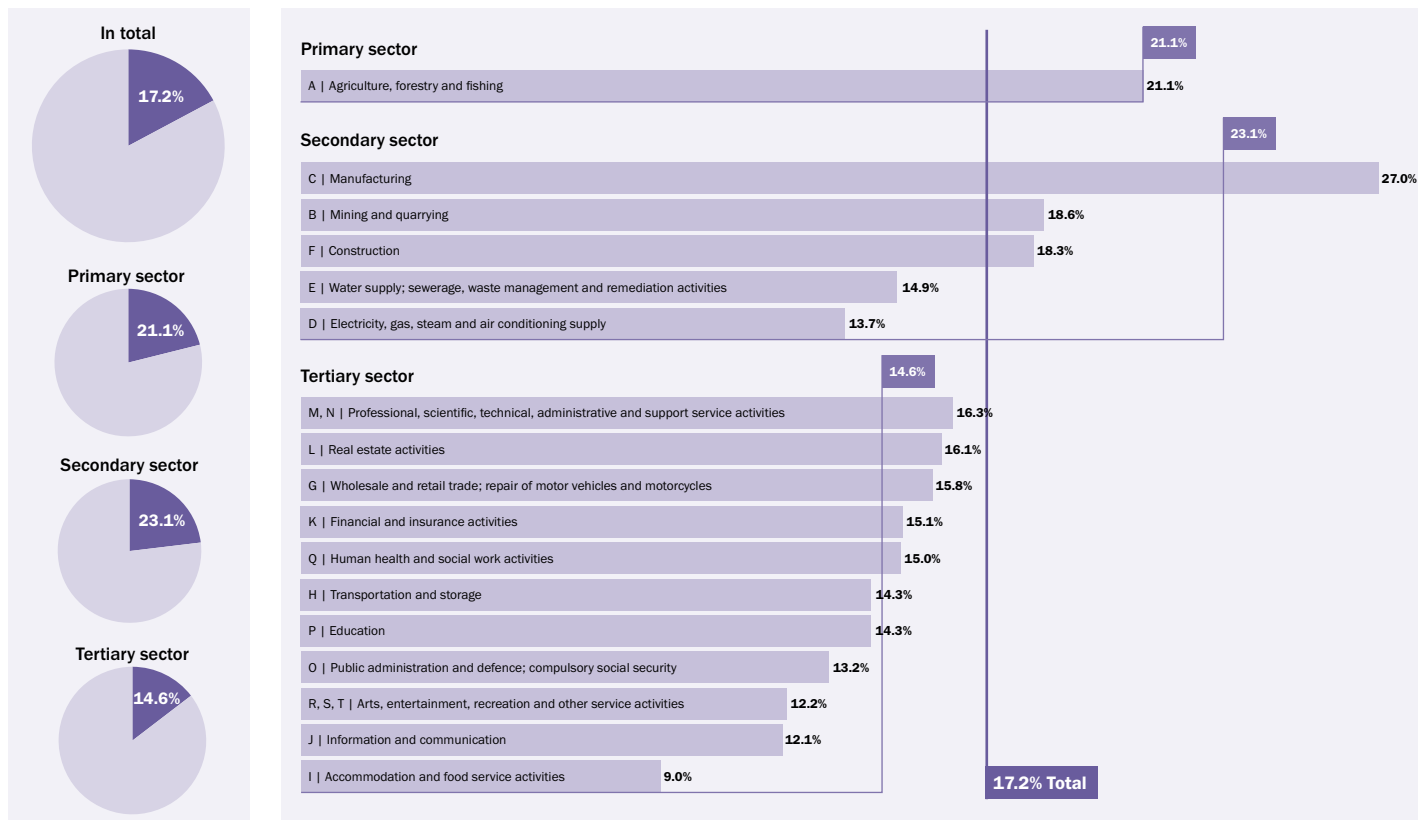 In total
17.2%
Primary sector
21.1%
Secondary sector
23.1%
Tertiary sector
14.6%
Primary sector
21.1%
A | Agriculture, forestry and fishing
21.1%
Secondary sector
23.1%
C | Manufacturing
27.0%
B | Mining and quarrying
18.6%
F | Construction
18.3%
E | Water supply; sewerage, waste management and remediation activities
14.9%
D | Electricity, gas, steam and air conditioning supply
13.7%
Tertiary sector
14.6%
M, N | Professional, scientific, technical, administrative and support service activities
16.3%
L | Real estate activities
16.1%
G | Wholesale and retail trade; repair of motor vehicles and motorcycles
15.8%
K | Financial and insurance activities
15.1%
Q | Human health and social work activities
15.0%
H | Transportation and storage
14.3%
P | Education
14.3%
O | Public administration and defence; compulsory social security
13.2%
R, S, T | Arts, entertainment, recreation and other service activities
12.2%
J | Information and communication
12.1%
I | Accommodation and food service activities
9.0%
17.2% Total